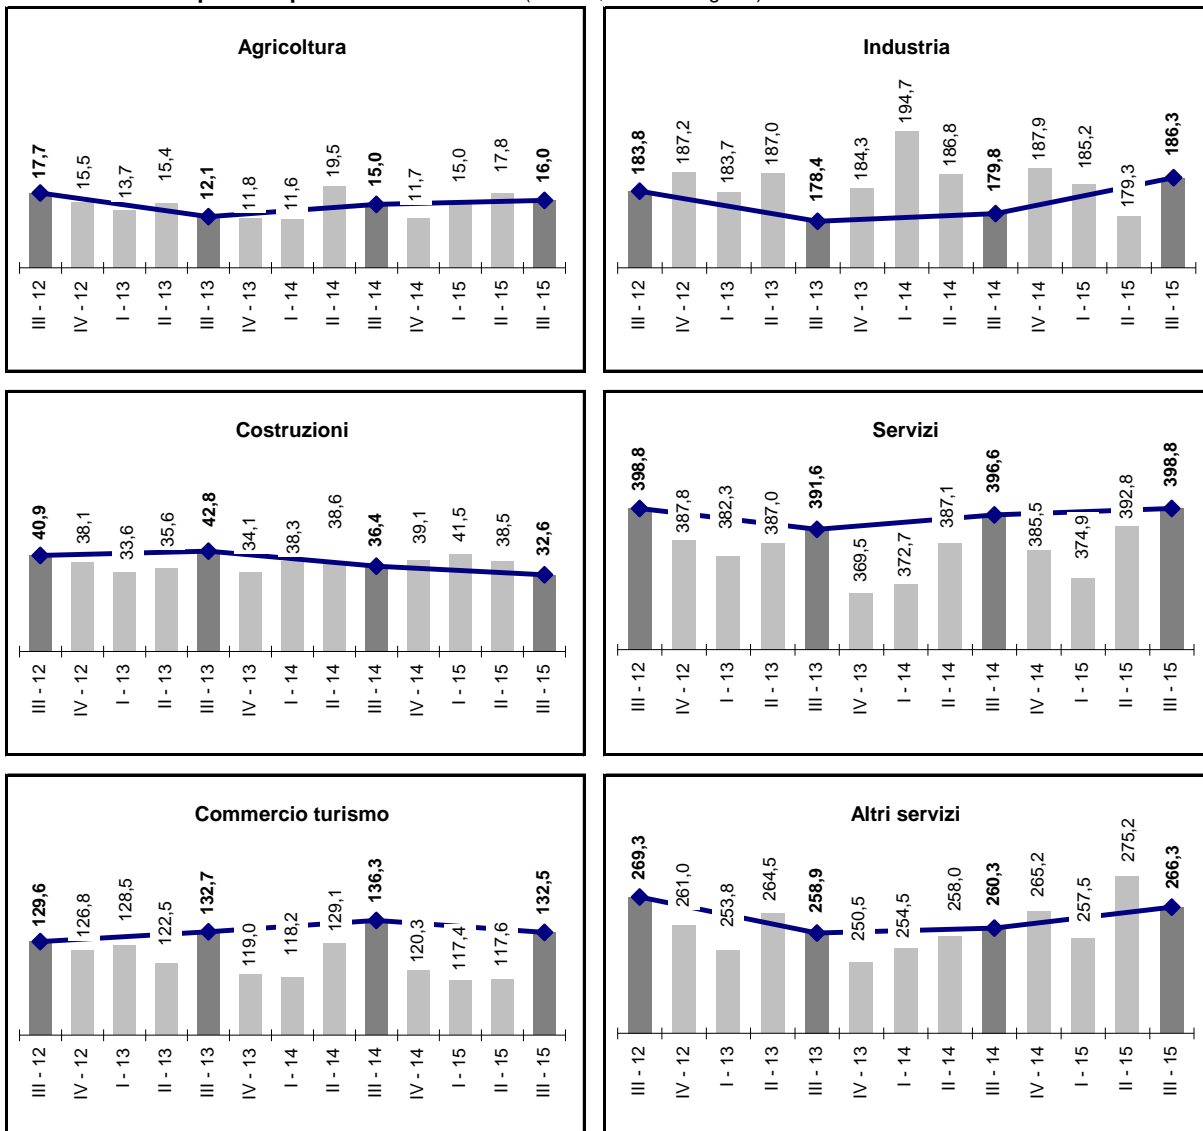 Agricoltura
17,7 15,5 13,7 15,4 12,1 11,8 11,6 19,5 15,0 11,7 15,0 17,8 16,0
III - 12 IV - 12 I - 13 II - 13 III - 13 IV - 13 I - 14 II - 14 III - 14 IV - 14 I - 15 II - 15 III - 15
Industria
183,8 187,2 183,7 187,0 178,4 184,3 194,7 186,8 179,8 187,9 185,2 179,3 186,3
III - 12 IV - 12 I - 13 II - 13 III - 13 IV - 13 I - 14 II - 14 III - 14 IV - 14 I - 15 II - 15 III - 15
Costruzioni
40,9 38,1 33,6 35,6 42,8 34,1 38,3 38,6 36,4 39,1 41,5 38,5 32,6
III - 12 IV - 12 I - 13 II - 13 III - 13 IV - 13 I - 14 II - 14 III - 14 IV - 14 I - 15 II - 15 III - 15
Servizi
398,8 387,8 382,3 387,0 391,6 369,5 372,7 387,1 396,6 385,5 374,9 392,8 398,8
III - 12 IV - 12 I - 13 II - 13 III - 13 IV - 13 I - 14 II - 14 III - 14 IV - 14 I - 15 II - 15 III - 15
Commercio turismo
129,6 126,8 128,5 122,5 132,7 119,0 118,2 129,1 136,3 120,3 117,4 117,6 132,5
III - 12 IV - 12 I - 13 II - 13 III - 13 IV - 13 I - 14 II - 14 III - 14 IV - 14 I - 15 II - 15 III - 15
Altri servizi
269,3 261,0 253,8 264,5 258,9 250,5 254,5 258,0 260,3 265,2 257,5 275,2 266,3
III - 12 IV - 12 I - 13 II - 13 III - 13 IV - 13 I - 14 II - 14 III - 14 IV - 14 I - 15 II - 15 III - 15